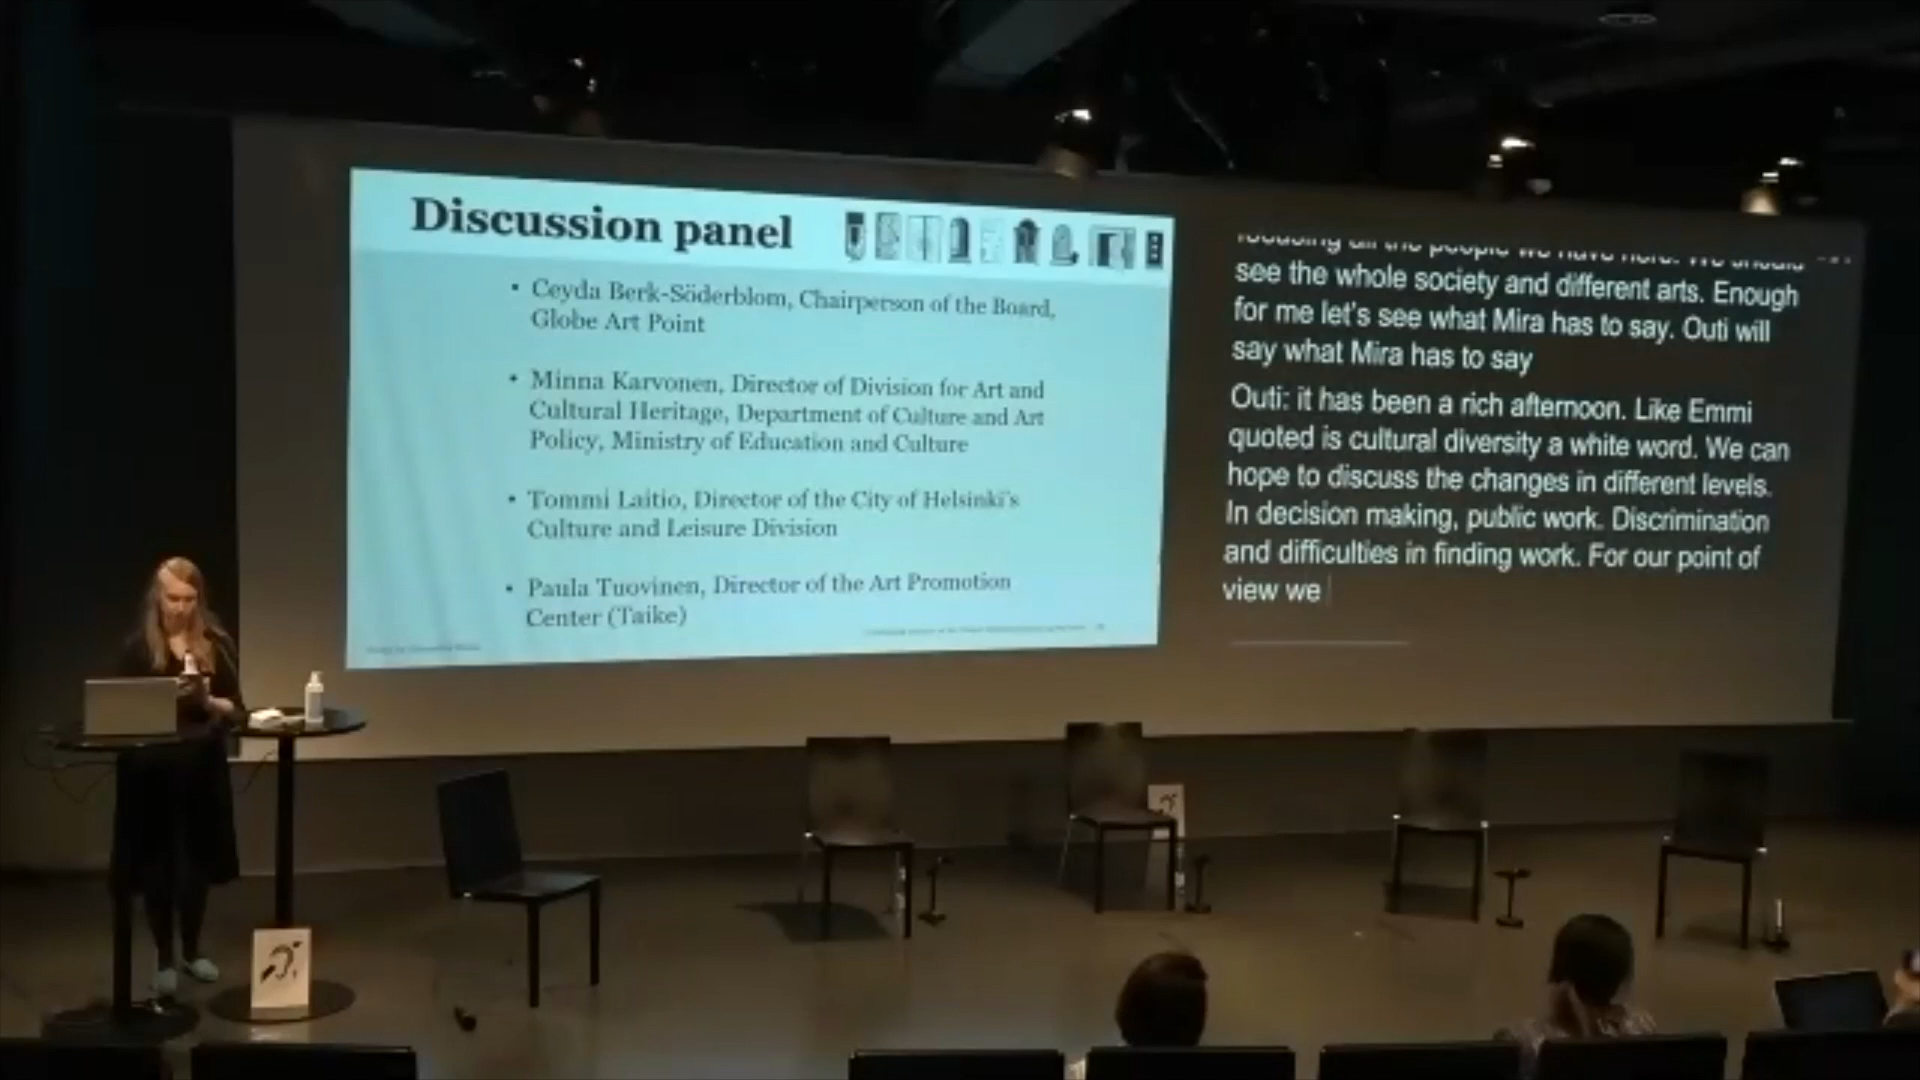 Discussion panel
• Ceyda Berk-Söderblom, Chairperson of the Board,
Globe Art Point
• Minna Karvonen, Director of Division for Art and
Cultural Heritage, Department of Culture and Art
Policy, Ministry of Education and Culture
• Tommi Laitio, Director of the City of Helsinki's
Culture and Leisure Division
• Paula Tuovinen, Director of the Art Promotion
Center (Taike)
see the whole society and different arts. Enough
for me let's see what Mira has to say. Outi will
say what Mira has to say
Outi: it has been a rich afternoon. Like Emmi
quoted is cultural diversity a white word. We can
hope to discuss the changes in different levels.
In decision making, public work. Discrimination
and difficulties in finding work. For our point of
view we